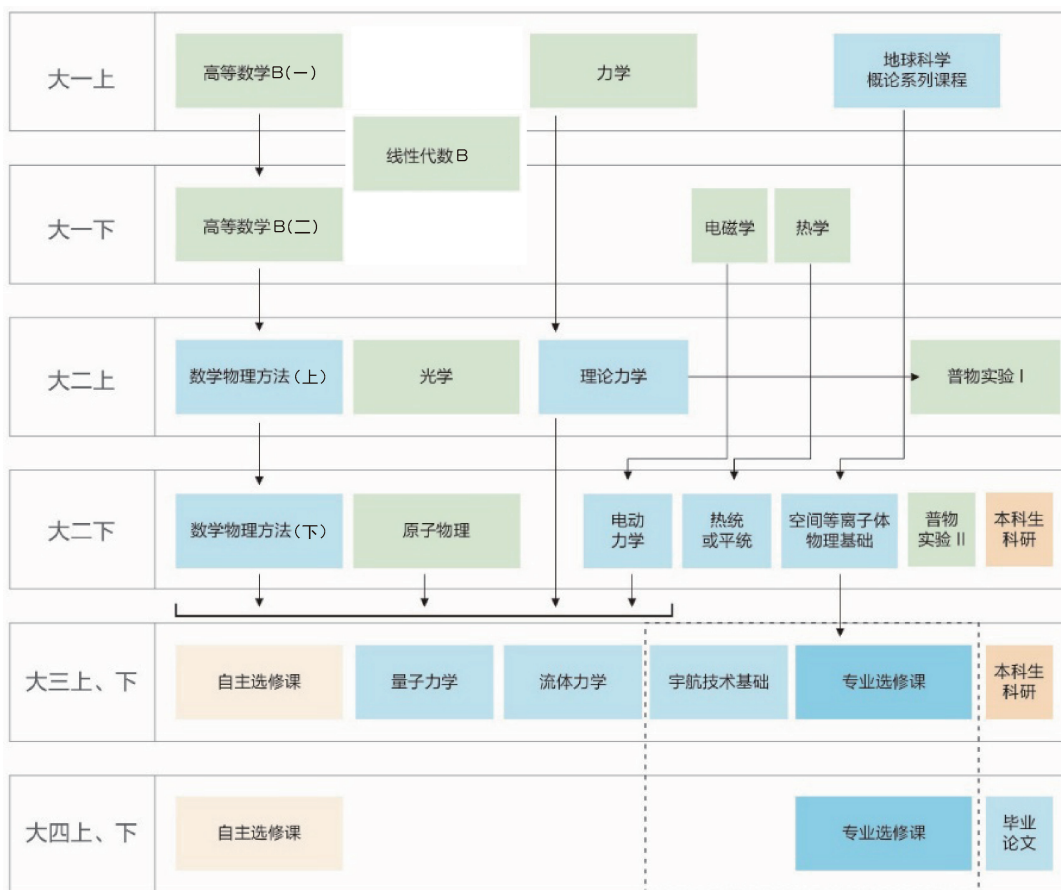 大一上
高等数学B(一)
力学
地球科学
概论系列课程
线性代数B
大一下
高等数学B(二)
电磁学
热学
大二上
数学物理方法(上)
光学
理论力学
普物实验 I
大二下
数学物理方法(下)
原子物理
电动
力学
热统
或平统
空间等离子体
物理基础
普物
实验 II
本科生
科研
大三上、下
自主选修课
量子力学
流体力学
宇航技术基础
专业选修课
本科生
科研
大四上、下
自主选修课
专业选修课
毕业
论文